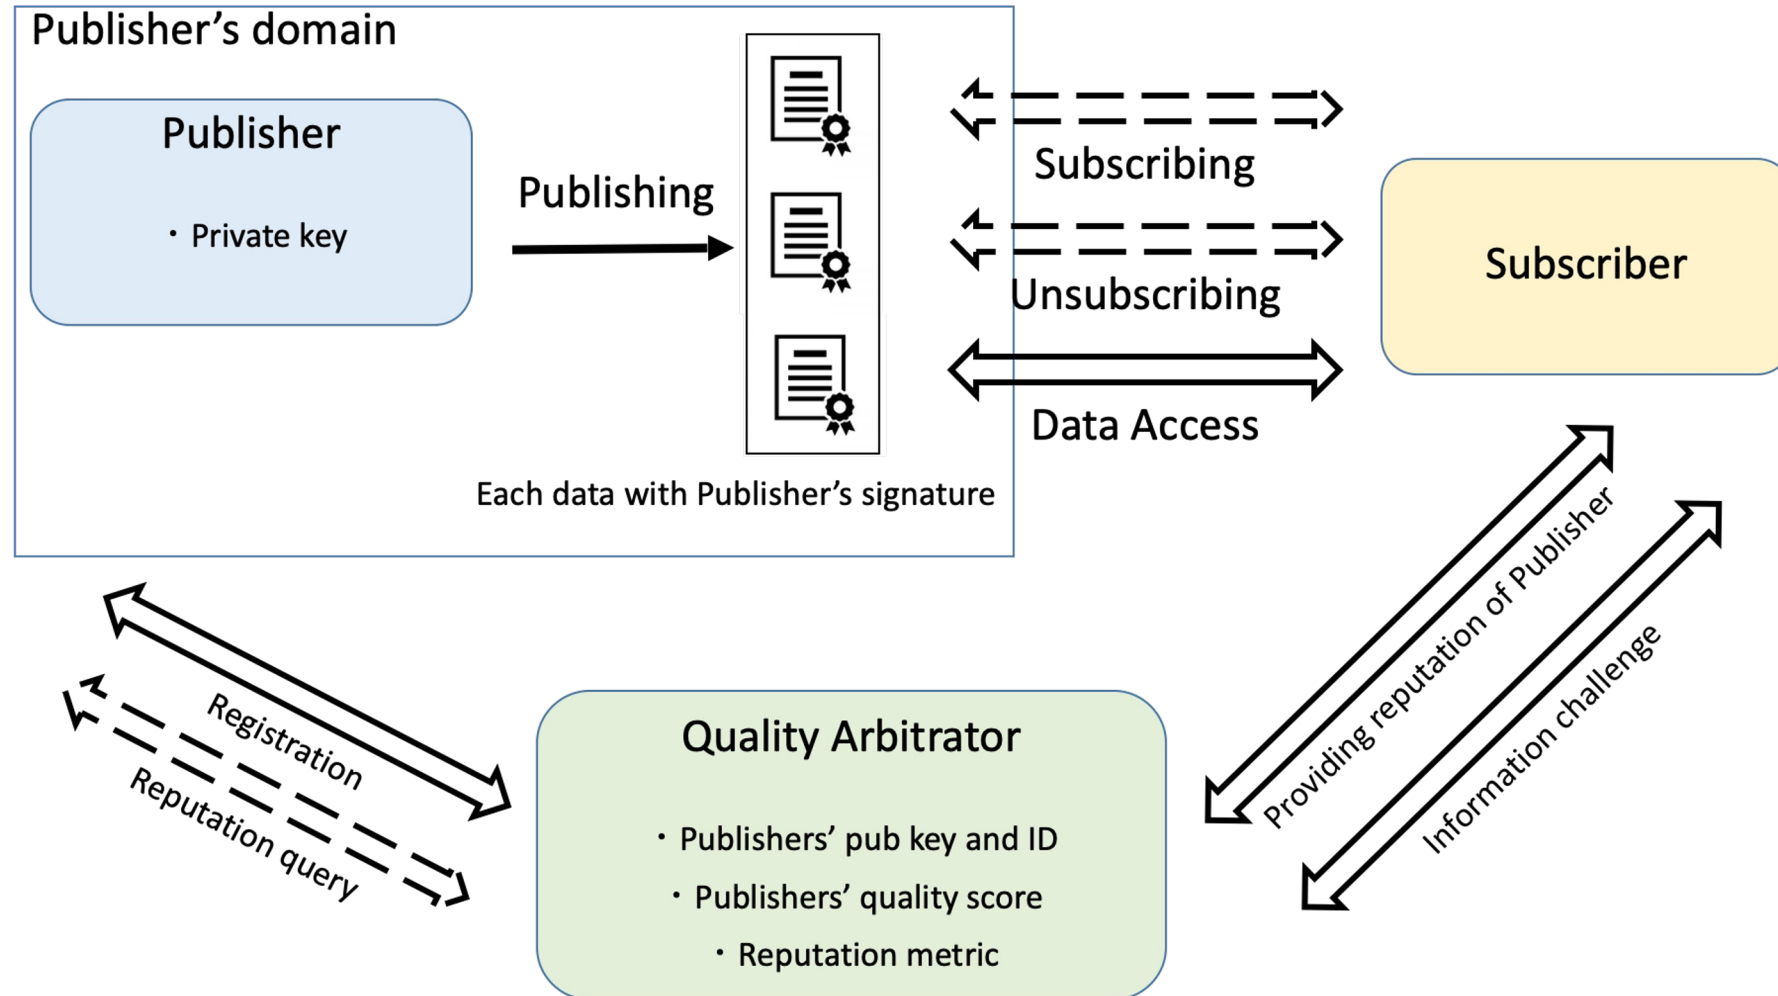 Publisher’s domain
Publisher
· Private key
Publishing
Each data with Publisher’s signature
Subscribing
Unsubscribing
Data Access
Subscriber
Registration
Reputation query
Quality Arbitrator
· Publishers’ pub key and ID
· Publishers’ quality score
· Reputation metric
Providing reputation of Publisher
Information challenge